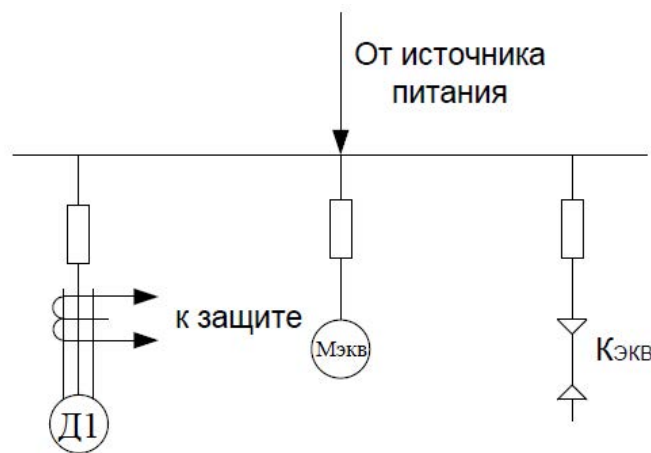 От источника
питания
к защите
Мэкв
Кэкв
Д1